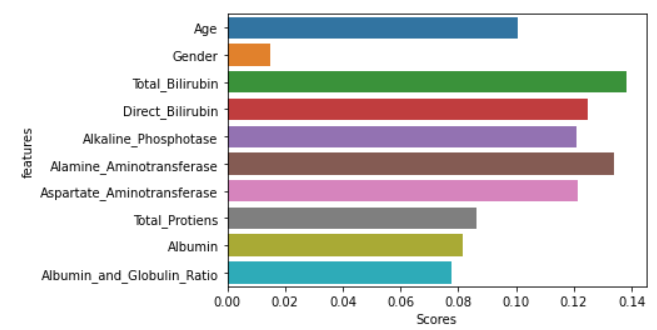 features
Age
Gender
Total_Bilirubin
Direct_Bilirubin
Alkaline_Phosphotase
Alamine_Aminotransferase
Aspartate_Aminotransferase
Total_Protiens
Albumin
Albumin_and_Globulin_Ratio
0.00 0.02 0.04 0.06 0.08 0.10 0.12 0.14
Scores